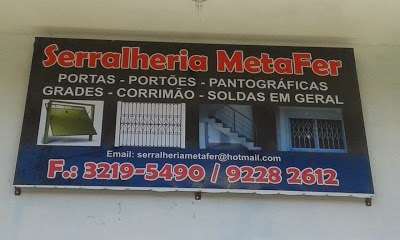 Serralheria MetaFer
PORTAS - PORTÕES - PANTOGRÁFICAS
GRADES - CORRIMÃO - SOLDAS EM GERAL
Email: serralheriametafer@hotmail.com
F.: 3219-5490 / 9228 2612